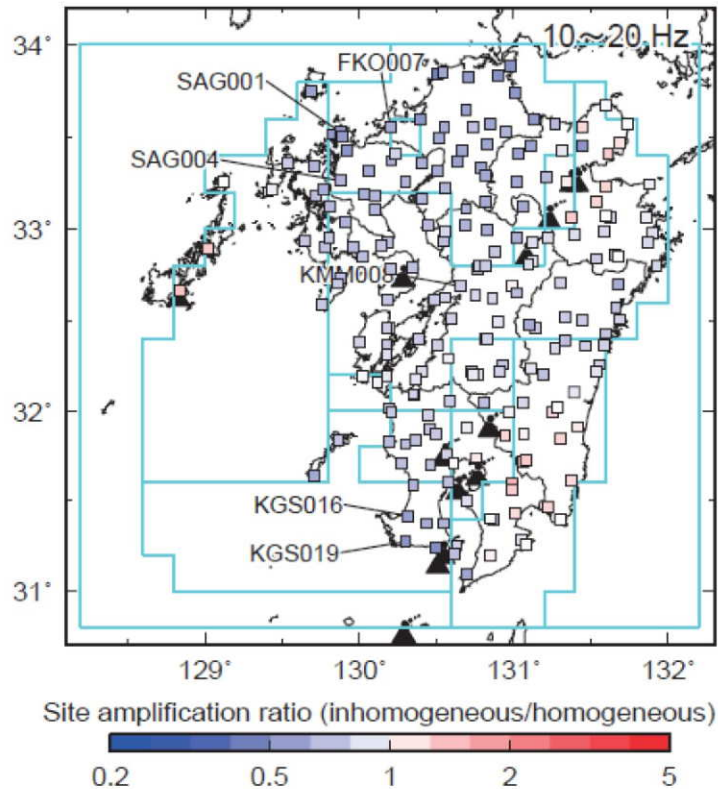 10 - 20 Hz
34°
FKO007
SAG001
SAG004
33°
KMM008
32°
KGS016
KGS019
31°
129° 130° 131° 132°
Site amplification ratio (inhomogeneous/homogeneous)
0.2 0.5 1 2 5